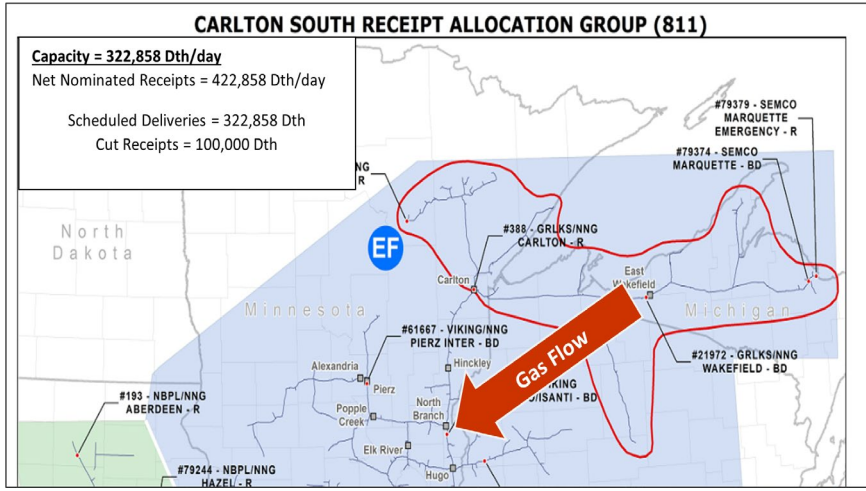 CARLTON SOUTH RECEIPT ALLOCATION GROUP (811)
Capacity = 322,858 Dth/day
Net Nominated Receipts = 422,858 Dth/day
Scheduled Deliveries = 322,858 Dth
Cut Receipts = 100,000 Dth
#79379 - SEMCO
MARQUETTE
EMERGENCY - R
#79374 - SEMCO
MARQUETTE - BD
NG
R
North
Dakota
#388 - GRLKS/NNG
CARLTON - R
EF
Carlton
East
Wakefield
Minnesota
Michigan
#61667 - VIKING/NNG
PIERZ INTER - BD
Gas Flow
#21972 - GRLKS/NNG
WAKEFIELD - BD
Hinckley
Alexandria
Pierz
VIKING
/ISANTI - BD
#193 - NBPL/NNG
ABERDEEN - R
North
Branch
Popple
Creek
Elk River
#79244 - NBPL/NNG
HAZEL - R
Hugo